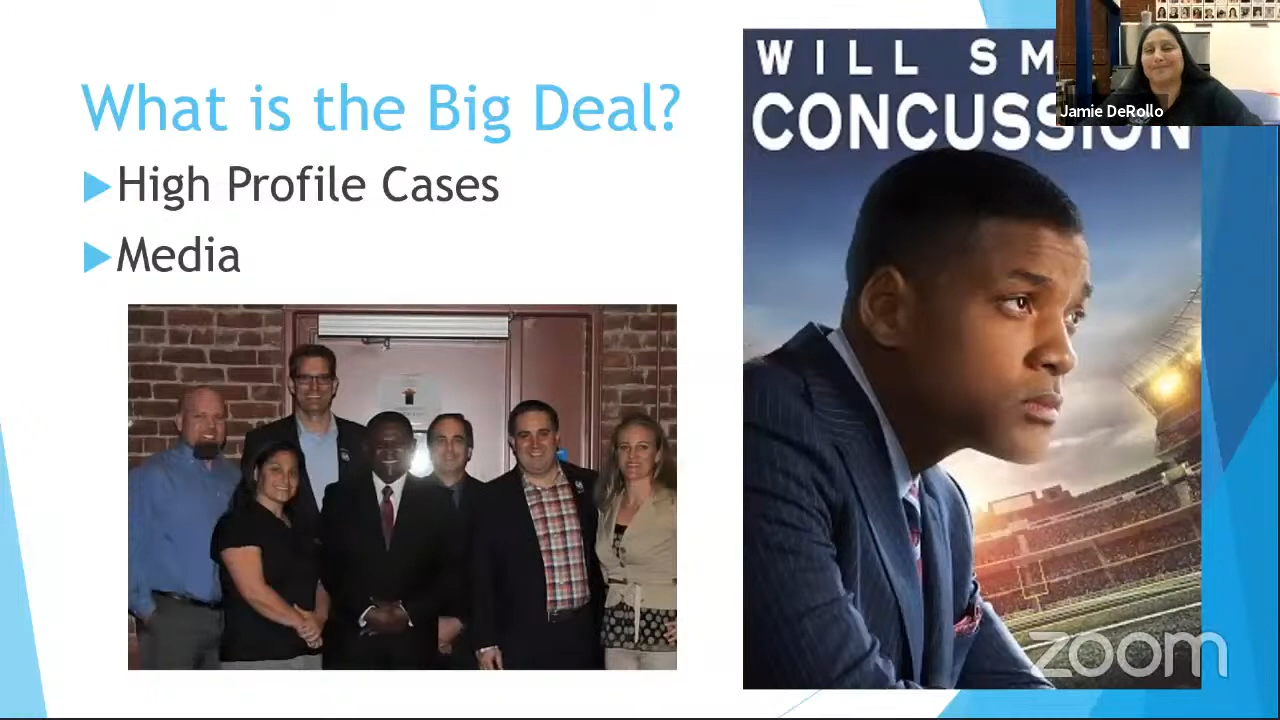 What is the Big Deal?
High Profile Cases
Media
WILL SM
CONCUSSION
Jamie DeRollo
zoom